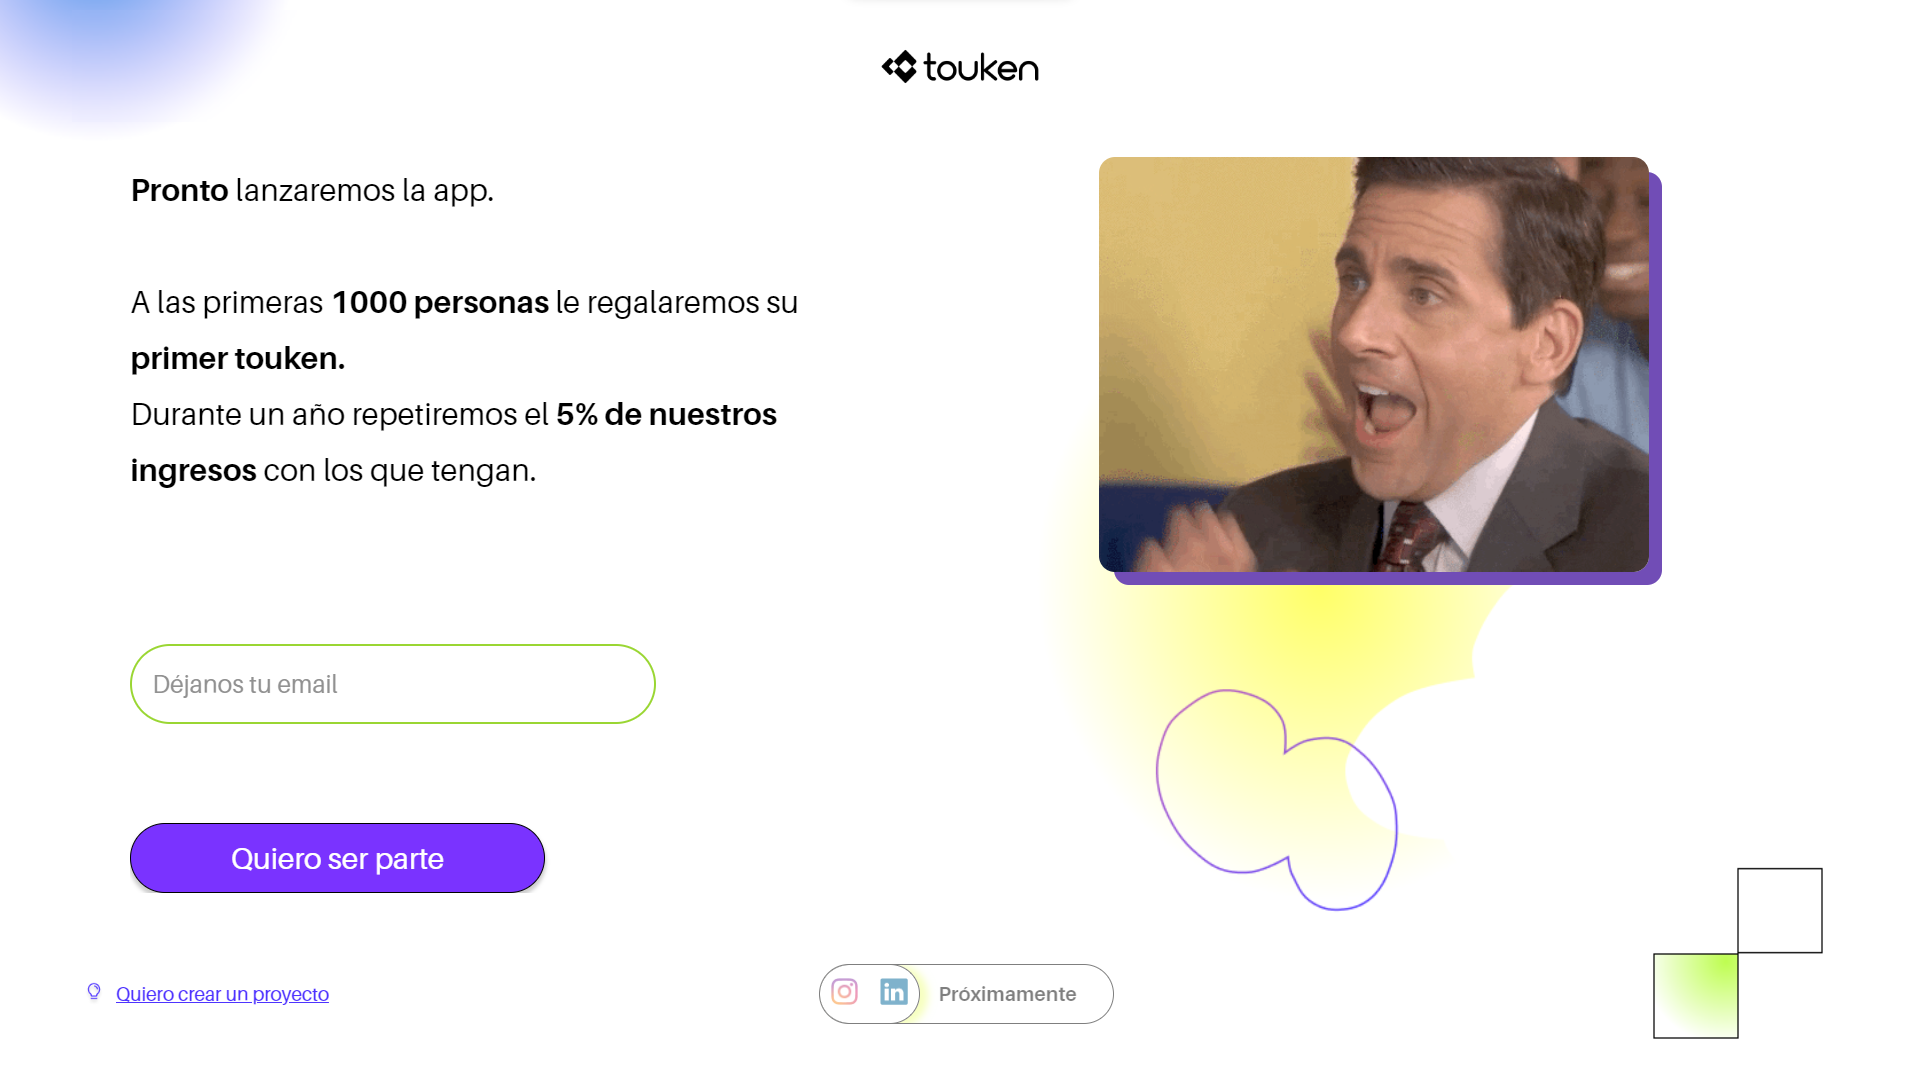 touken
Pronto lanzaremos la app.
A las primeras 1000 personas le regalaremos su
primer touken.
Durante un año repetiremos el 5% de nuestros
ingresos con los que tengan.
Déjanos tu email
Quiero ser parte
Quiero crear un proyecto
in Próximamente